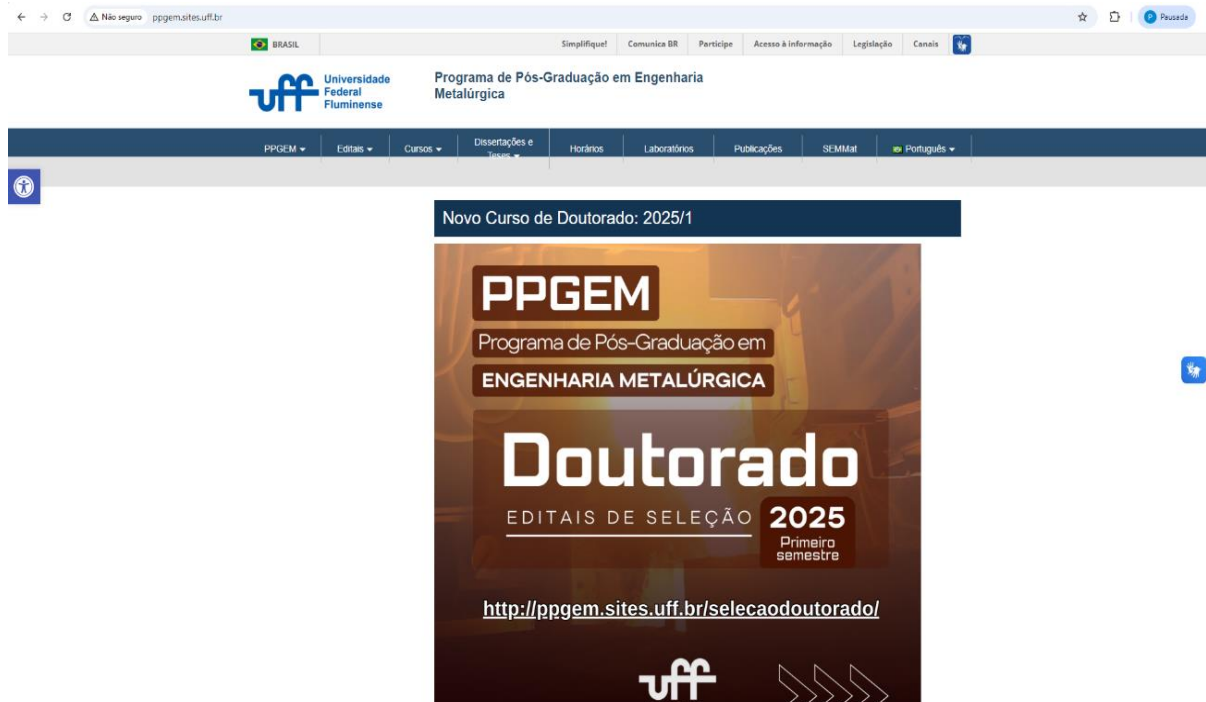 Não seguro ppgem.sites.uff.br
P Pausada
BRASIL Simplifique! Comunica BR Participe Acesso à informação Legislação Canais
uff Universidade
Federal
Fluminense
Programa de Pós-Graduação em Engenharia
Metalúrgica
PPGEM Editais Cursos Dissertações e
Teses Horários Laboratórios Publicações SEMMat Português
Novo Curso de Doutorado: 2025/1
PPGEM
Programa de Pós-Graduação em
ENGENHARIA METALÚRGICA
Doutorado
EDITAIS DE SELEÇÃO 2025
Primeiro
semestre
http://ppgem.sites.uff.br/selecaodoutorado/
uff